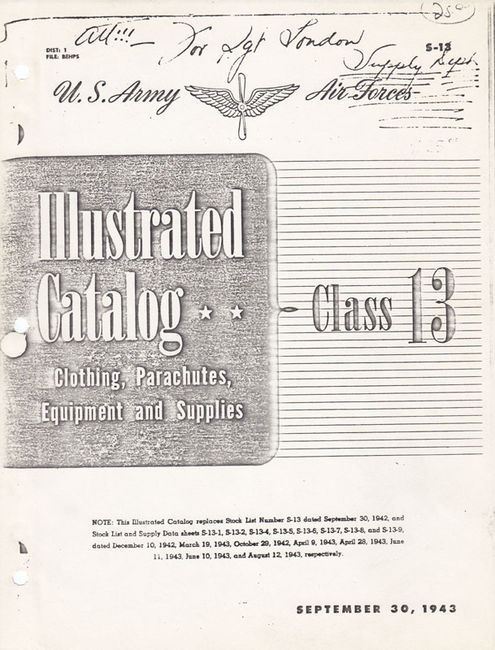 250
Att!!! For Sgt London
Supply Dept.
DIST: 1
FILE: BEHPS
S-13
U. S. Army Air Forces
Illustrated
Catalog
Class 13
Clothing, Parachutes,
Equipment and Supplies
NOTE: This Illustrated Catalog replaces Stock List Number S-13 dated September 30, 1942, and
Stock List and Supply Data sheets S-13-1, S-13-2, S-13-4, S-13-5, S-13-6, S-13-7, S-13-8, and S-13-9,
dated December 10, 1942, March 19, 1943, October 29, 1942, April 9, 1943, April 28, 1943, June
11, 1943, June 10, 1943, and August 12, 1943, respectively.
SEPTEMBER 30, 1943